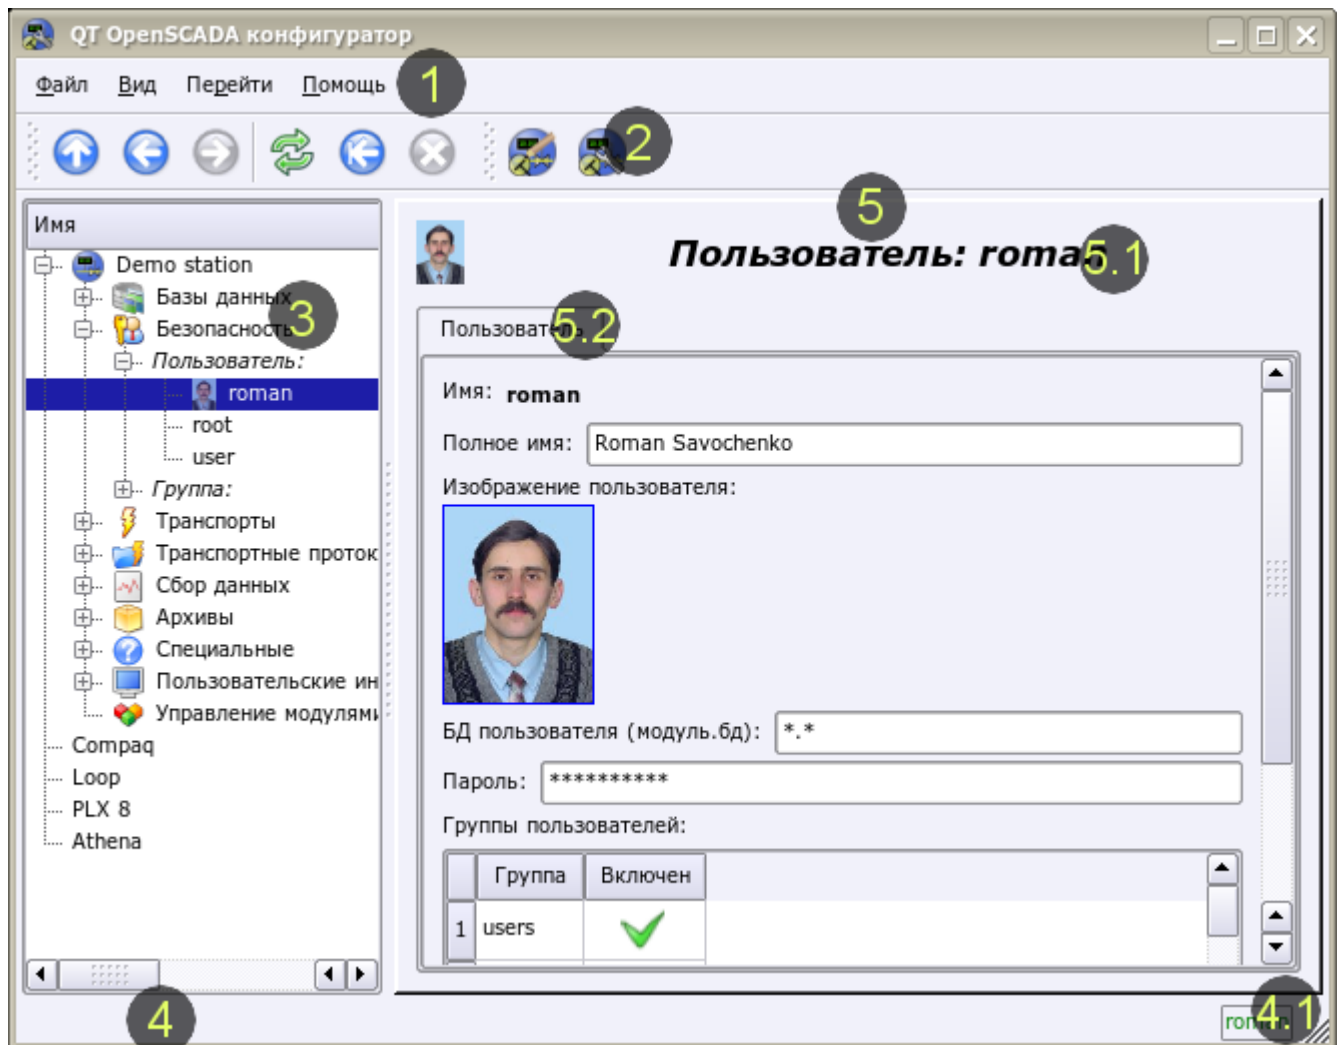 QT OpenSCADA конфигуратор
Файл Вид Перейти Помощь 1
2
Имя
Demo station
Базы данных
3
Безопасность
Пользователь:
roman
root
user
Группа:
Транспорты
Транспортные проток
Сбор данных
Архивы
Специальные
Пользовательские ин
Управление модулями
Compaq
Loop
PLX 8
Athena
5
Пользователь: roman
5.1
Пользователь
5.2
Имя: roman
Полное имя: Roman Savochenko
Изображение пользователя:
БД пользователя (модуль.бд): *.*
Пароль: **********
Группы пользователей:
Группа Включен
1 users
4
roman
4.1